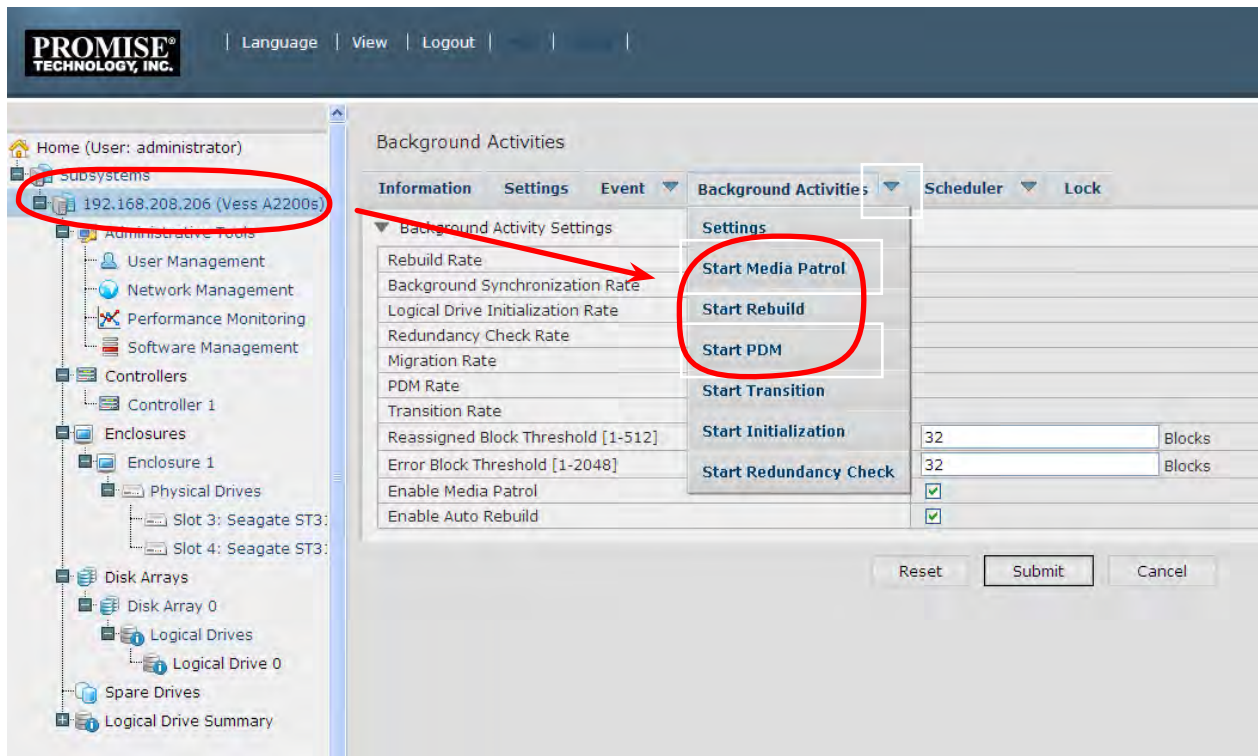 PROMISE®
TECHNOLOGY, INC.
| Language | View | Logout | | |
Home (User: administrator)
Subsystems
192.168.208.206 (Vess A2200s)
Administrative Tools
User Management
Network Management
Performance Monitoring
Software Management
Controllers
Controller 1
Enclosures
Enclosure 1
Physical Drives
Slot 3: Seagate ST3
Slot 4: Seagate ST3
Disk Arrays
Disk Array 0
Logical Drives
Logical Drive 0
Spare Drives
Logical Drive Summary
Background Activities
Information Settings Event Background Activities Scheduler Lock
Background Activity Settings
Rebuild Rate
Background Synchronization Rate
Logical Drive Initialization Rate
Redundancy Check Rate
Migration Rate
PDM Rate
Transition Rate
Reassigned Block Threshold [1-512] 32 Blocks
Error Block Threshold [1-2048] 32 Blocks
Enable Media Patrol
Enable Auto Rebuild
Settings
Start Media Patrol
Start Rebuild
Start PDM
Start Transition
Start Initialization
Start Redundancy Check
Reset Submit Cancel